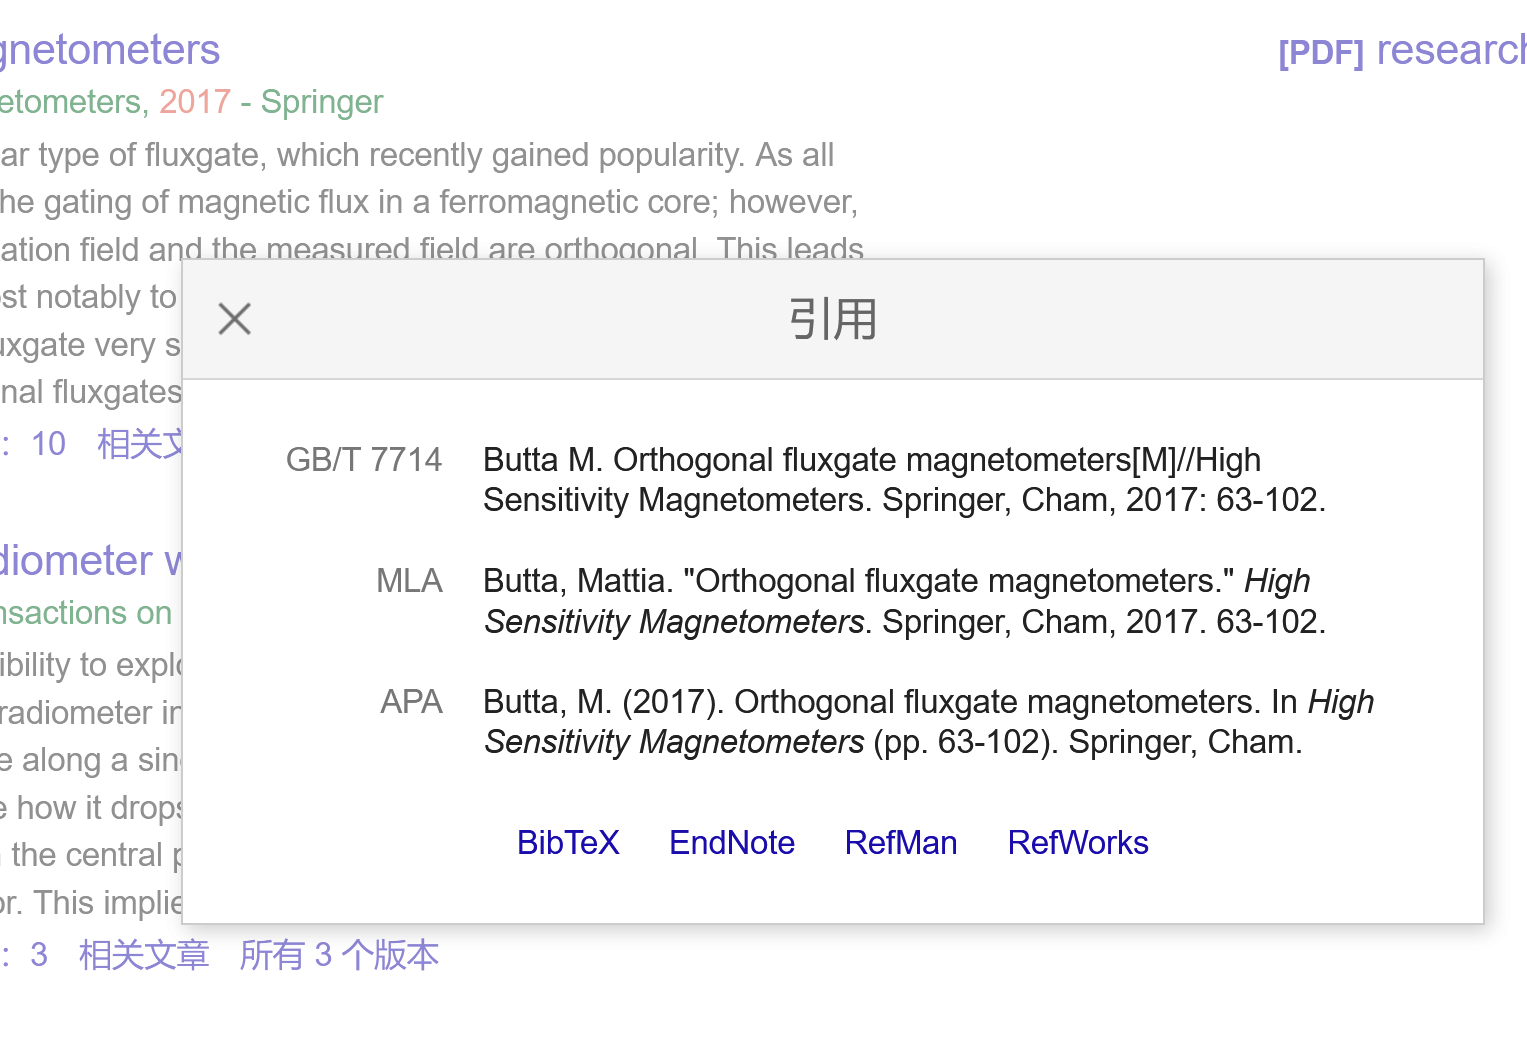 gnetometers
[PDF] research
etometers, 2017 - Springer
ar type of fluxgate, which recently gained popularity. As all
he gating of magnetic flux in a ferromagnetic core; however,
ation field and the measured field are orthogonal. This leads
st notably to
uxgate very s
nal fluxgates
: 10 相关文
引用
GB/T 7714 Butta M. Orthogonal fluxgate magnetometers[M]//High
Sensitivity Magnetometers. Springer, Cham, 2017: 63-102.
MLA Butta, Mattia. "Orthogonal fluxgate magnetometers." High
Sensitivity Magnetometers. Springer, Cham, 2017. 63-102.
APA Butta, M. (2017). Orthogonal fluxgate magnetometers. In High
Sensitivity Magnetometers (pp. 63-102). Springer, Cham.
BibTeX EndNote RefMan RefWorks
diometer w
nsactions on
ibility to explo
radiometer in
e along a sing
e how it drops
the central p
or. This implie
: 3 相关文章 所有 3 个版本